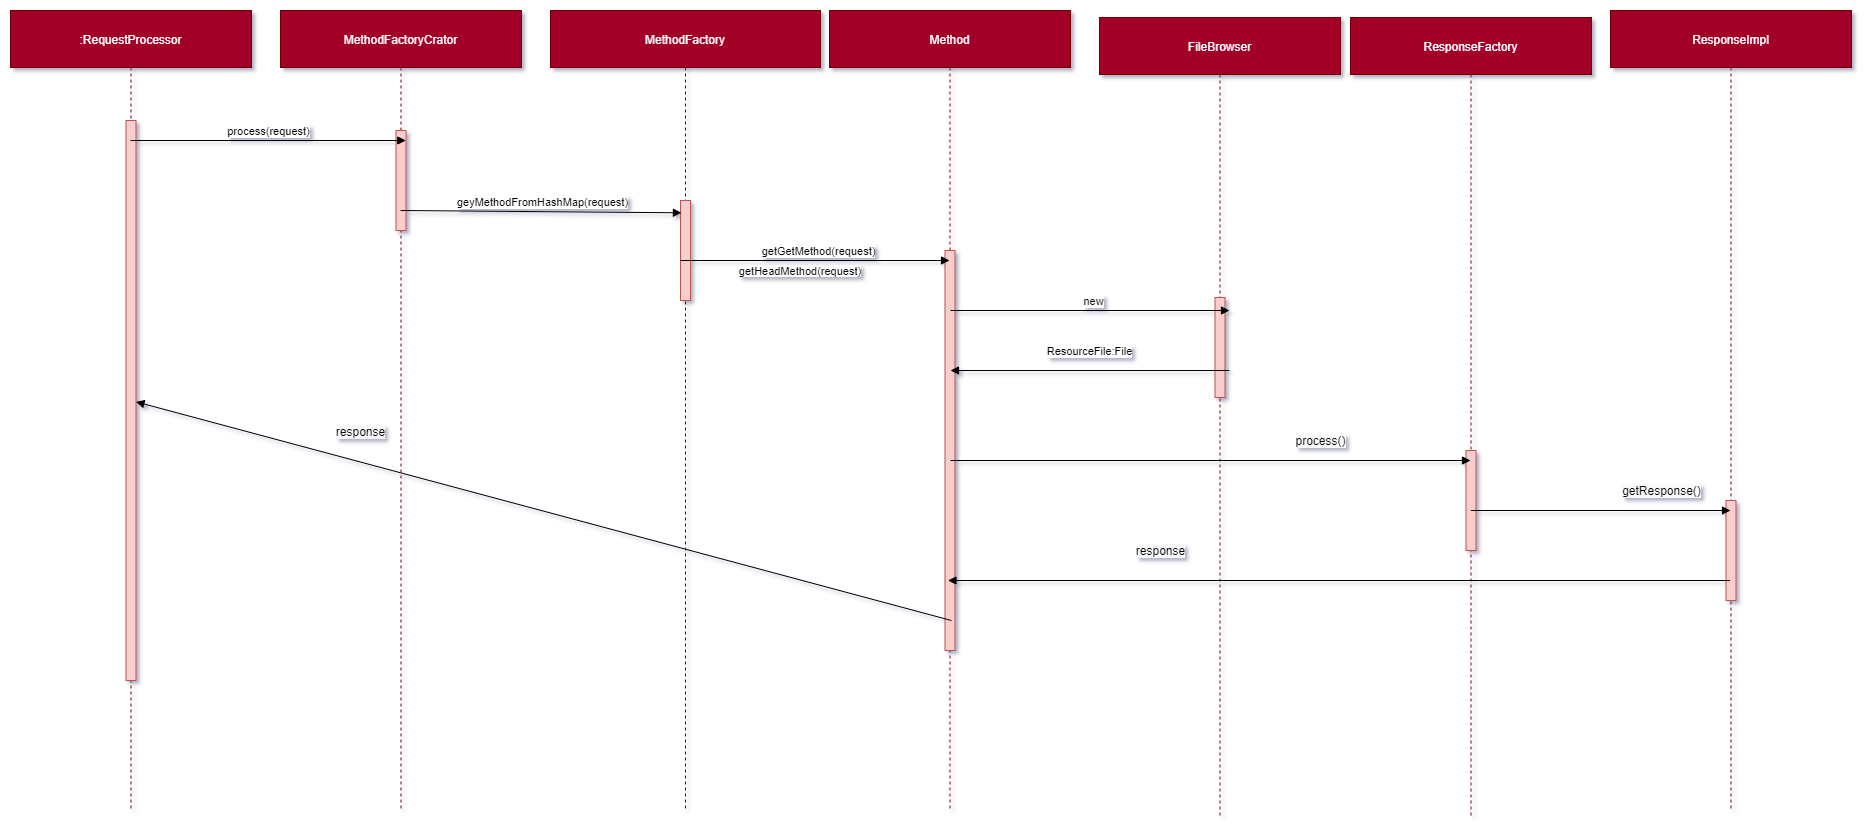 :RequestProcessor
MethodFactoryCrator
MethodFactory
Method
FileBrowser
ResponseFactory
ResponseImpl
process(request)
geyMethodFromHashMap(request)
getGetMethod(request)
getHeadMethod(request)
new
ResourceFile:File
response
process()
getResponse()
response